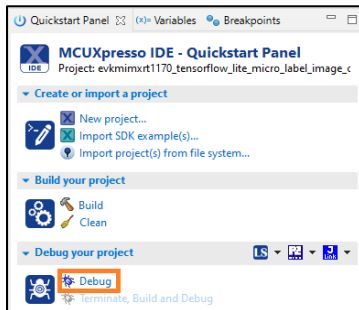 Quickstart Panel (x)= Variables Breakpoints
MCUXpresso IDE - Quickstart Panel
IDE
Project: evkmimxrt1170_tensorflow_lite_micro_label_image_c
Create or import a project
New project...
Import SDK example(s)...
Import project(s) from file system...
Build your project
Build
Clean
Debug your project LS Link
Debug
Terminate, Build and Debug